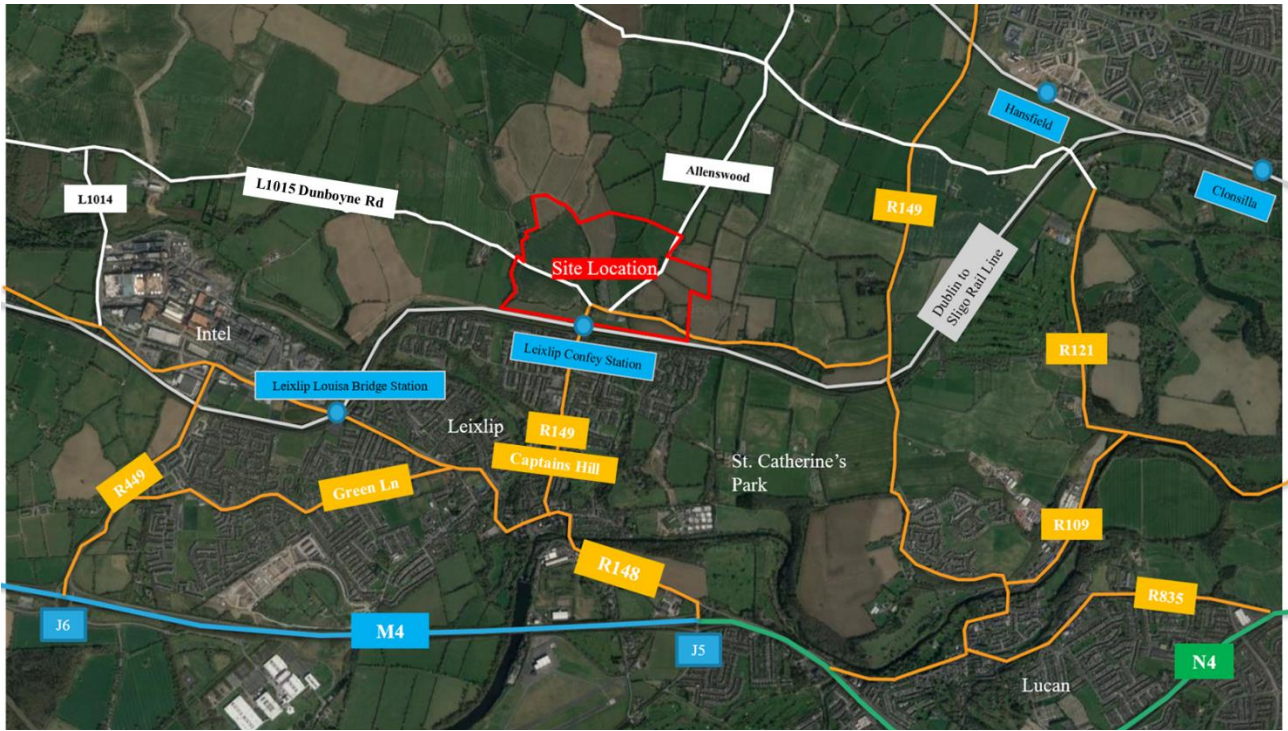 Hansfield
Clonsilla
Allenswood
L1015 Dunboyne Rd
L1014
R149
Dublin to
Sligo Rail Line
Site Location
Intel
Leixlip Confey Station
R121
Leixlip Louisa Bridge Station
Leixlip
R149
Captains Hill
St. Catherine's
Park
R449
Green Ln
R109
R148
R835
J6
M4
J5
N4
Lucan